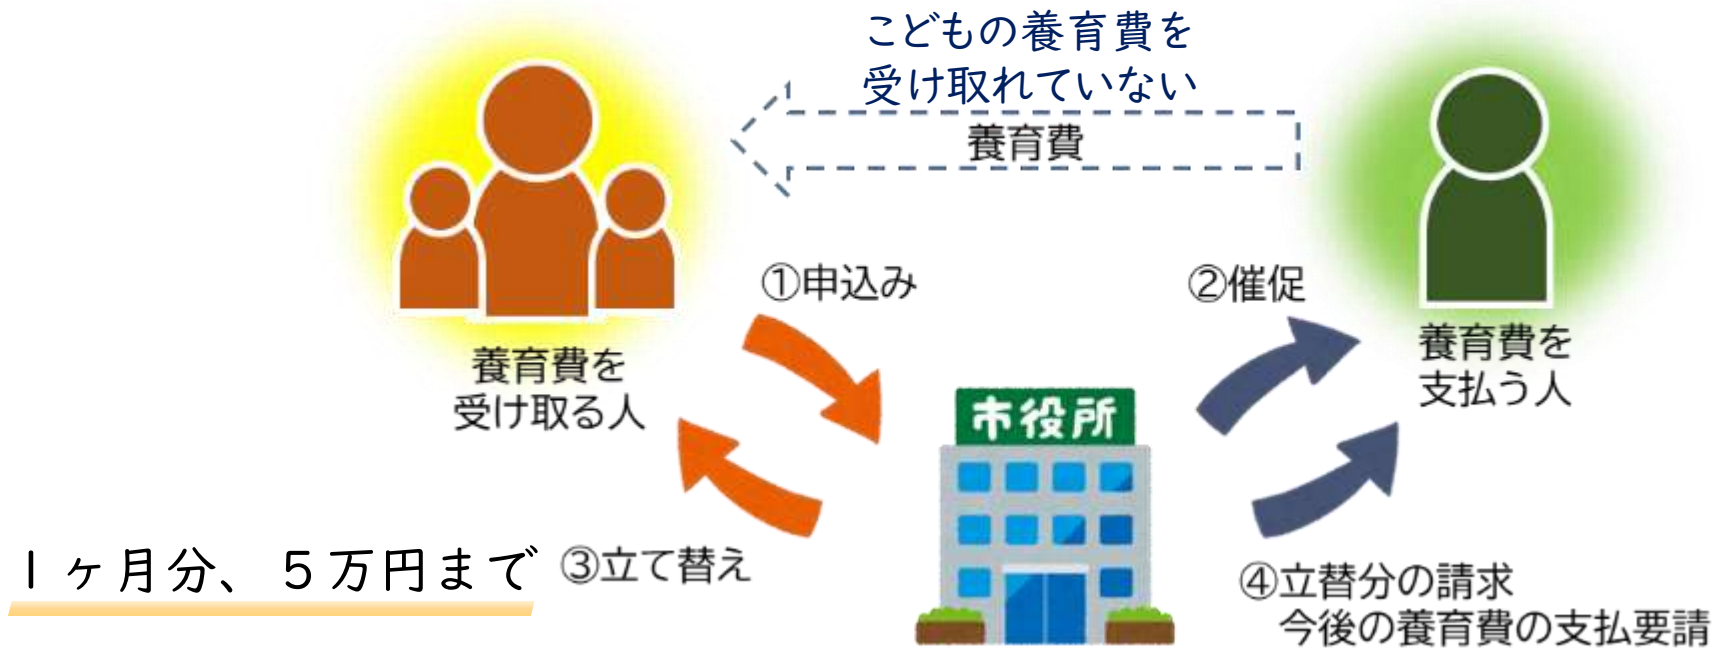 こどもの養育費を
受け取れていない
養育費
①申込み
②催促
養育費を
受け取る人
養育費を
支払う人
市役所
1ヶ月分、5万円まで
③立て替え
④立替分の請求
今後の養育費の支払要請